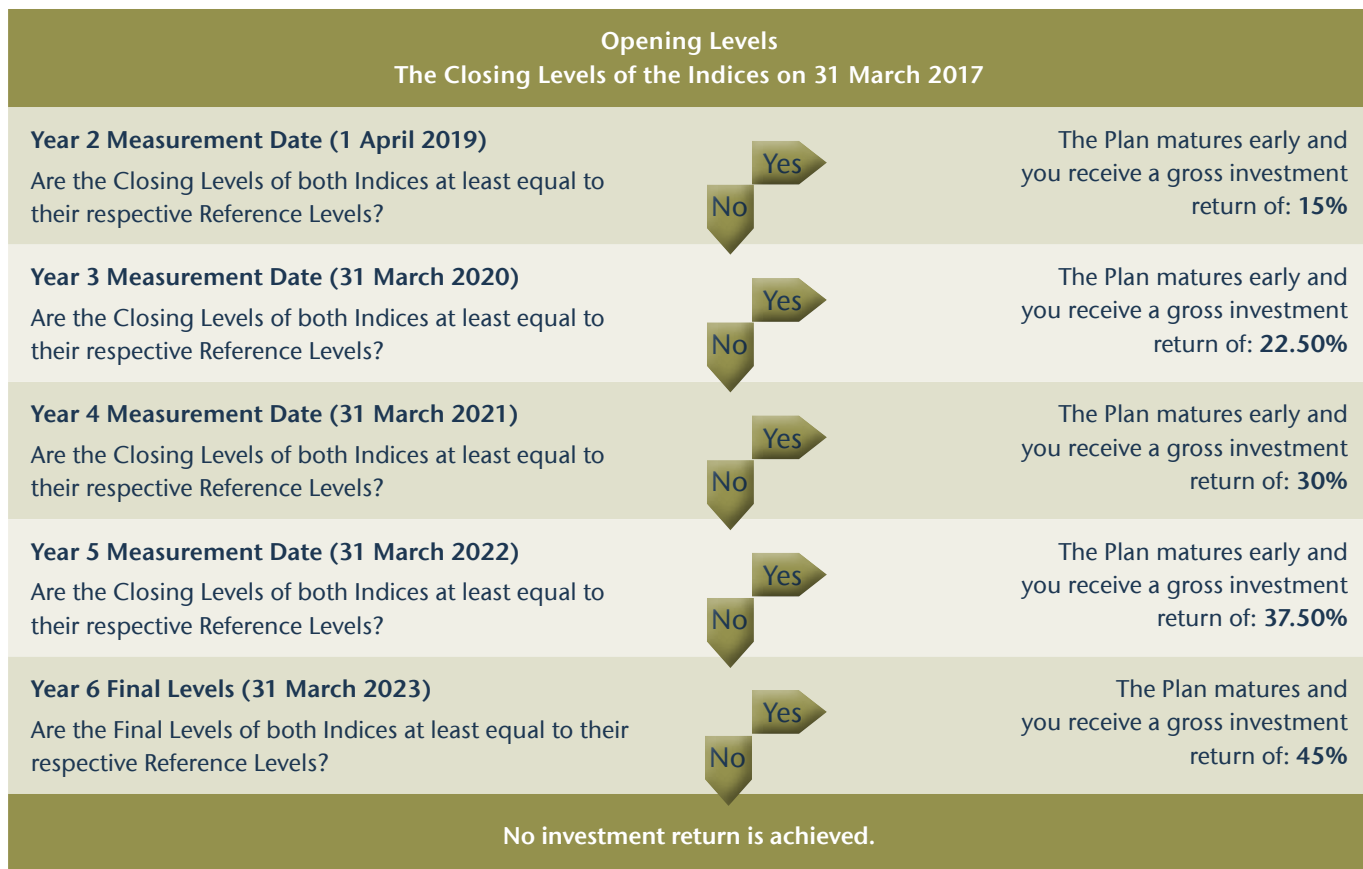 Opening Levels
The Closing Levels of the Indices on 31 March 2017
Year 2 Measurement Date (1 April 2019)
Are the Closing Levels of both Indices at least equal to
their respective Reference Levels?
Yes
No
The Plan matures early and
you receive a gross investment
return of: 15%
Year 3 Measurement Date (31 March 2020)
Are the Closing Levels of both Indices at least equal to
their respective Reference Levels?
Yes
No
The Plan matures early and
you receive a gross investment
return of: 22.50%
Year 4 Measurement Date (31 March 2021)
Are the Closing Levels of both Indices at least equal to
their respective Reference Levels?
Yes
No
The Plan matures early and
you receive a gross investment
return of: 30%
Year 5 Measurement Date (31 March 2022)
Are the Closing Levels of both Indices at least equal to
their respective Reference Levels?
Yes
No
The Plan matures early and
you receive a gross investment
return of: 37.50%
Year 6 Final Levels (31 March 2023)
Are the Final Levels of both Indices at least equal to their
respective Reference Levels?
Yes
No
The Plan matures and
you receive a gross investment
return of: 45%
No investment return is achieved.